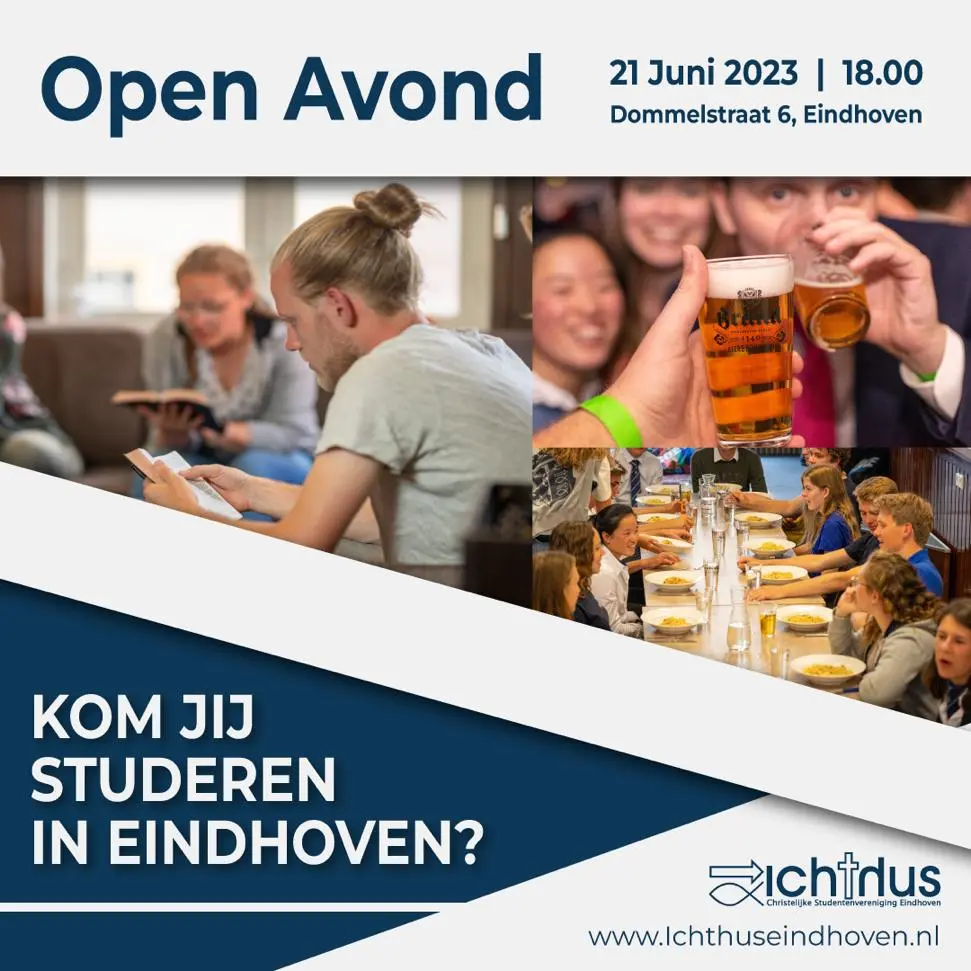 Open Avond
21 Juni 2023 | 18.00
Dommelstraat 6, Eindhoven
Brand
KOM JIJ
STUDEREN
IN EINDHOVEN?
Ichthus
Christelijke Studentenvereniging Eindhoven
www.Ichthuseindhoven.nl